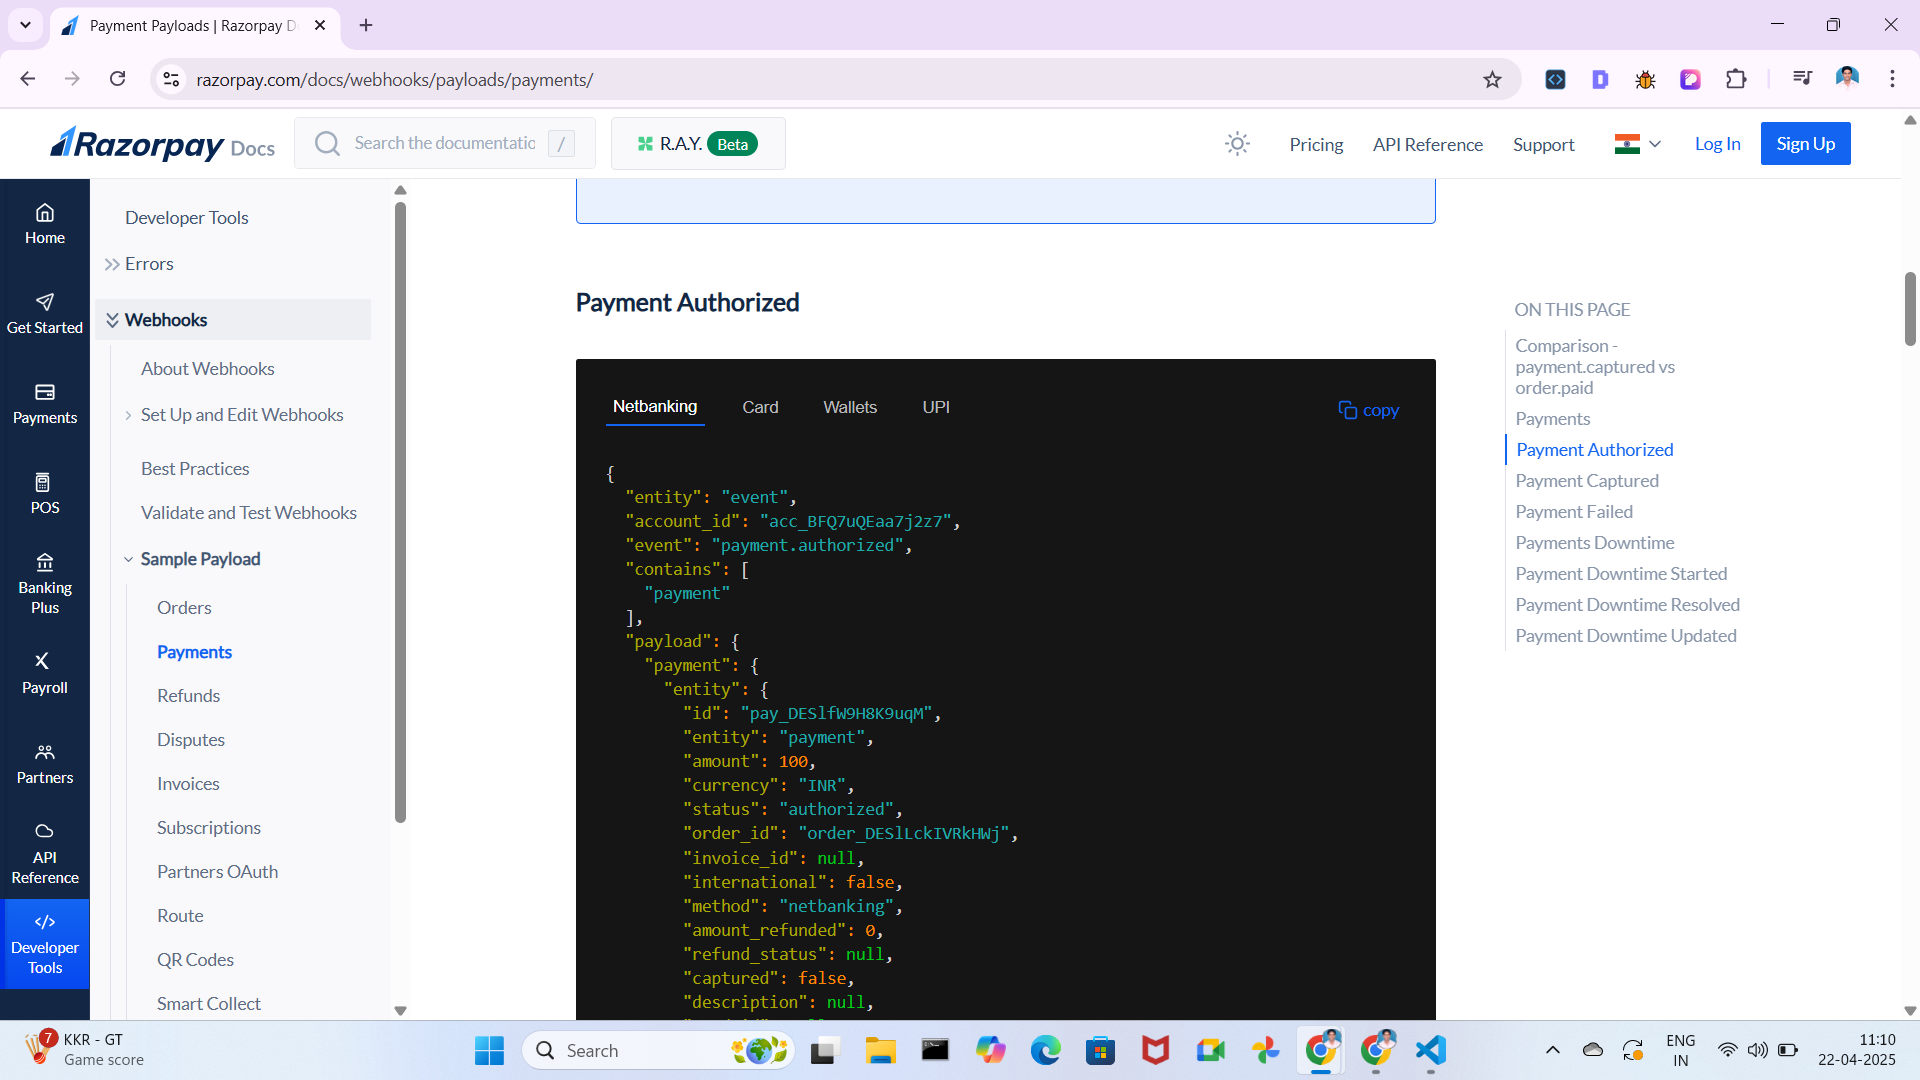 Payment Payloads | Razorpay D
razorpay.com/docs/webhooks/payloads/payments/
Razorpay Docs
Search the documentatio
/
R.A.Y. Beta
Pricing
API Reference
Support
Log In
Sign Up
Home
Get Started
Payments
POS
Banking
Plus
Payroll
Partners
API
Reference
Developer
Tools
Developer Tools
Errors
Webhooks
About Webhooks
Set Up and Edit Webhooks
Best Practices
Validate and Test Webhooks
Sample Payload
Orders
Payments
Refunds
Disputes
Invoices
Subscriptions
Partners OAuth
Route
QR Codes
Smart Collect
Payment Authorized
Netbanking
Card
Wallets
UPI
copy
{
"entity": "event",
"account_id": "acc_BFQ7uQEaa7j2z7",
"event": "payment.authorized",
"contains": [
"payment"
],
"payload": {
"payment": {
"entity": {
"id": "pay_DESlfW9H8K9uqM",
"entity": "payment",
"amount": 100,
"currency": "INR",
"status": "authorized",
"order_id": "order_DESlLckIVRkHWj",
"invoice_id": null,
"international": false,
"method": "netbanking",
"amount_refunded": 0,
"refund_status": null,
"captured": false,
"description": null,
ON THIS PAGE
Comparison -
payment.captured vs
order.paid
Payments
Payment Authorized
Payment Captured
Payment Failed
Payments Downtime
Payment Downtime Started
Payment Downtime Resolved
Payment Downtime Updated
7
KKR - GT
Game score
Search
ENG
IN
11:10
22-04-2025